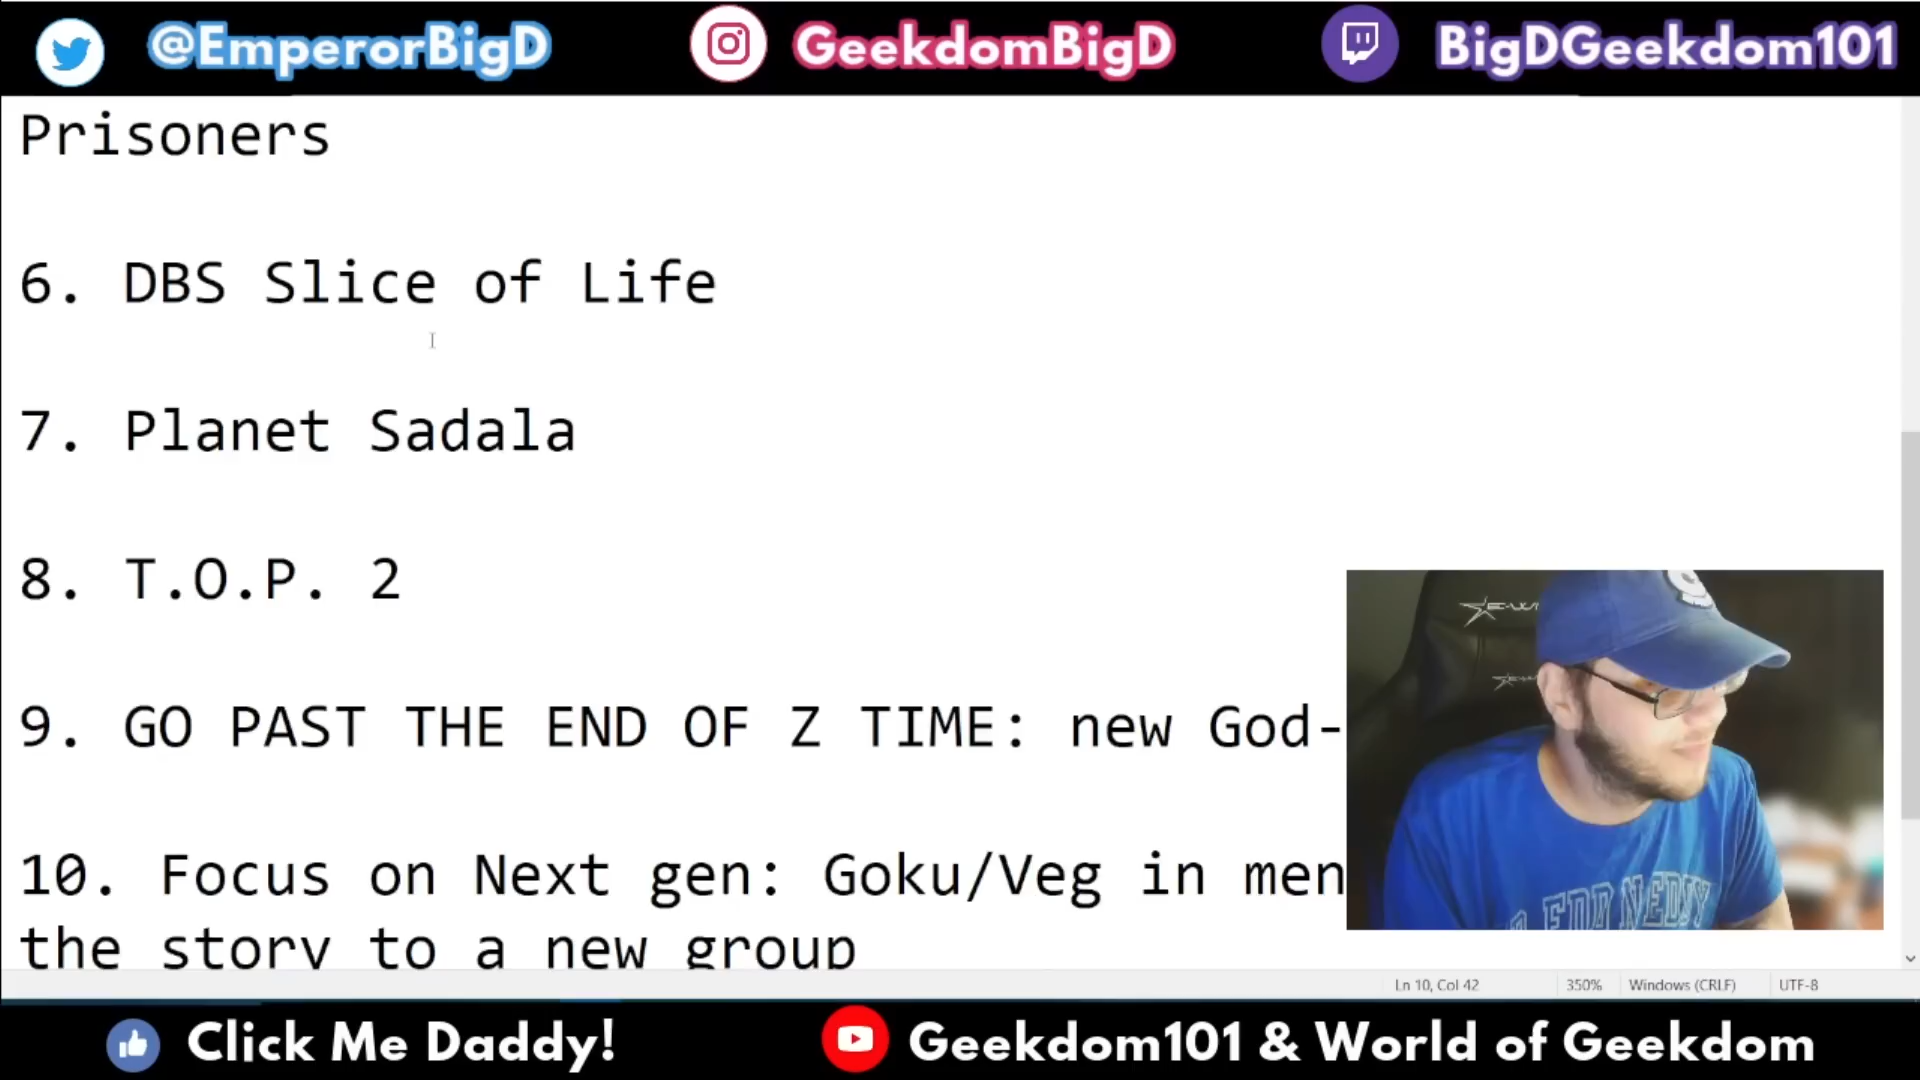 @EmperorBigD
GeekdomBigD
BigDGeekdom101
Prisoners
6. DBS Slice of Life
7. Planet Sadala
8. T.O.P. 2
9. GO PAST THE END OF Z TIME: new God-
10. Focus on Next gen: Goku/Veg in men
the story to a new group
Ln 10, Col 42
350%
Windows (CRLF)
UTF-8
Click Me Daddy!
Geekdom101 & World of Geekdom